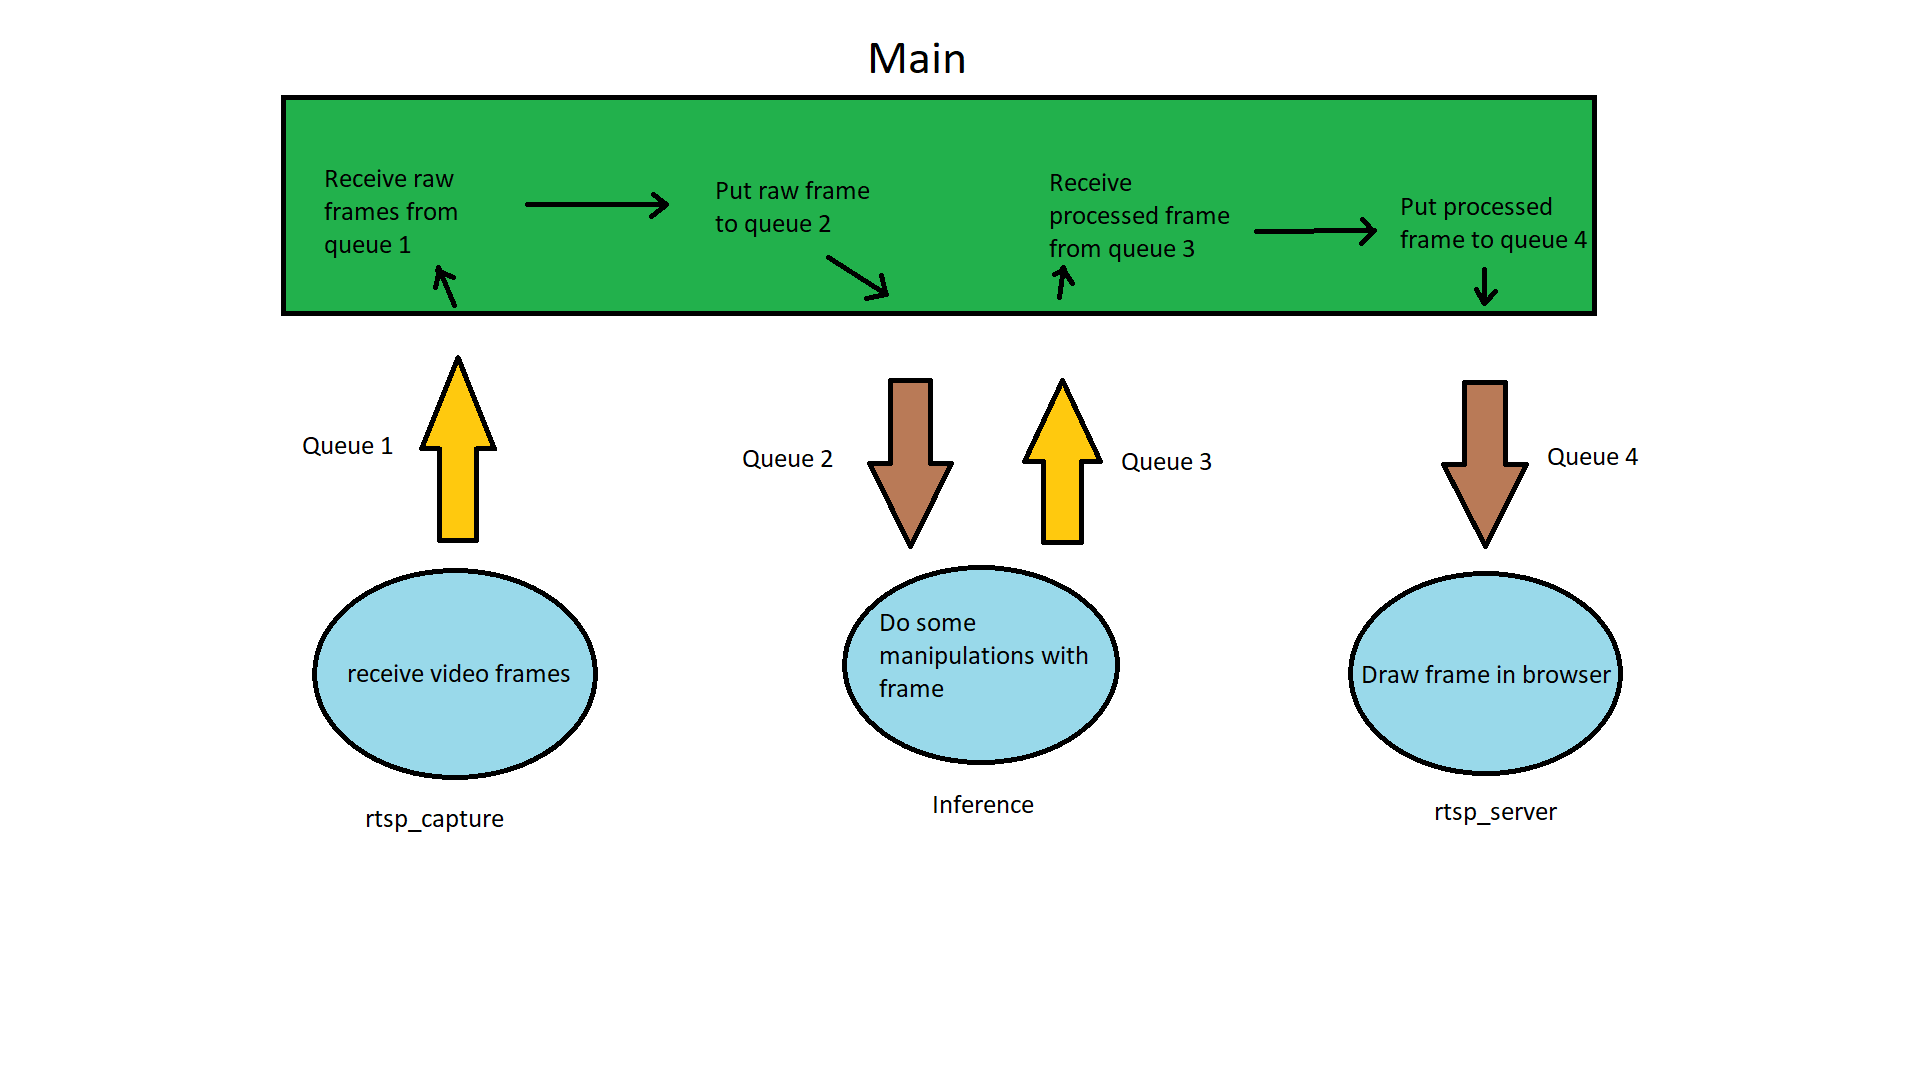 Main
Receive raw
frames from
queue 1
Put raw frame
to queue 2
Receive
processed frame
from queue 3
Put processed
frame to queue 4
Queue 1
Queue 2
Queue 3
Queue 4
receive video frames
Do some
manipulations with
frame
Draw frame in browser
rtsp_capture
Inference
rtsp_server